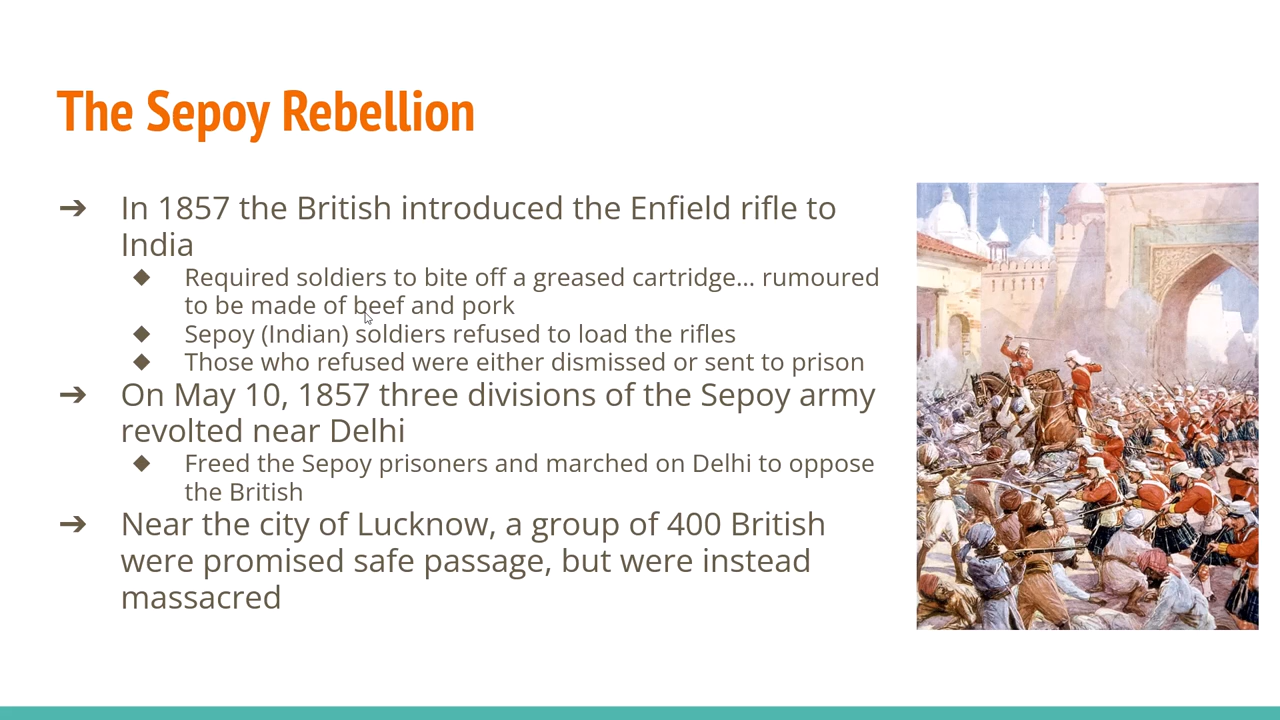 The Sepoy Rebellion
➔ In 1857 the British introduced the Enfield rifle to
India
◆ Required soldiers to bite off a greased cartridge... rumoured
to be made of beef and pork
◆ Sepoy (Indian) soldiers refused to load the rifles
◆ Those who refused were either dismissed or sent to prison
➔ On May 10, 1857 three divisions of the Sepoy army
revolted near Delhi
◆ Freed the Sepoy prisoners and marched on Delhi to oppose
the British
➔ Near the city of Lucknow, a group of 400 British
were promised safe passage, but were instead
massacred